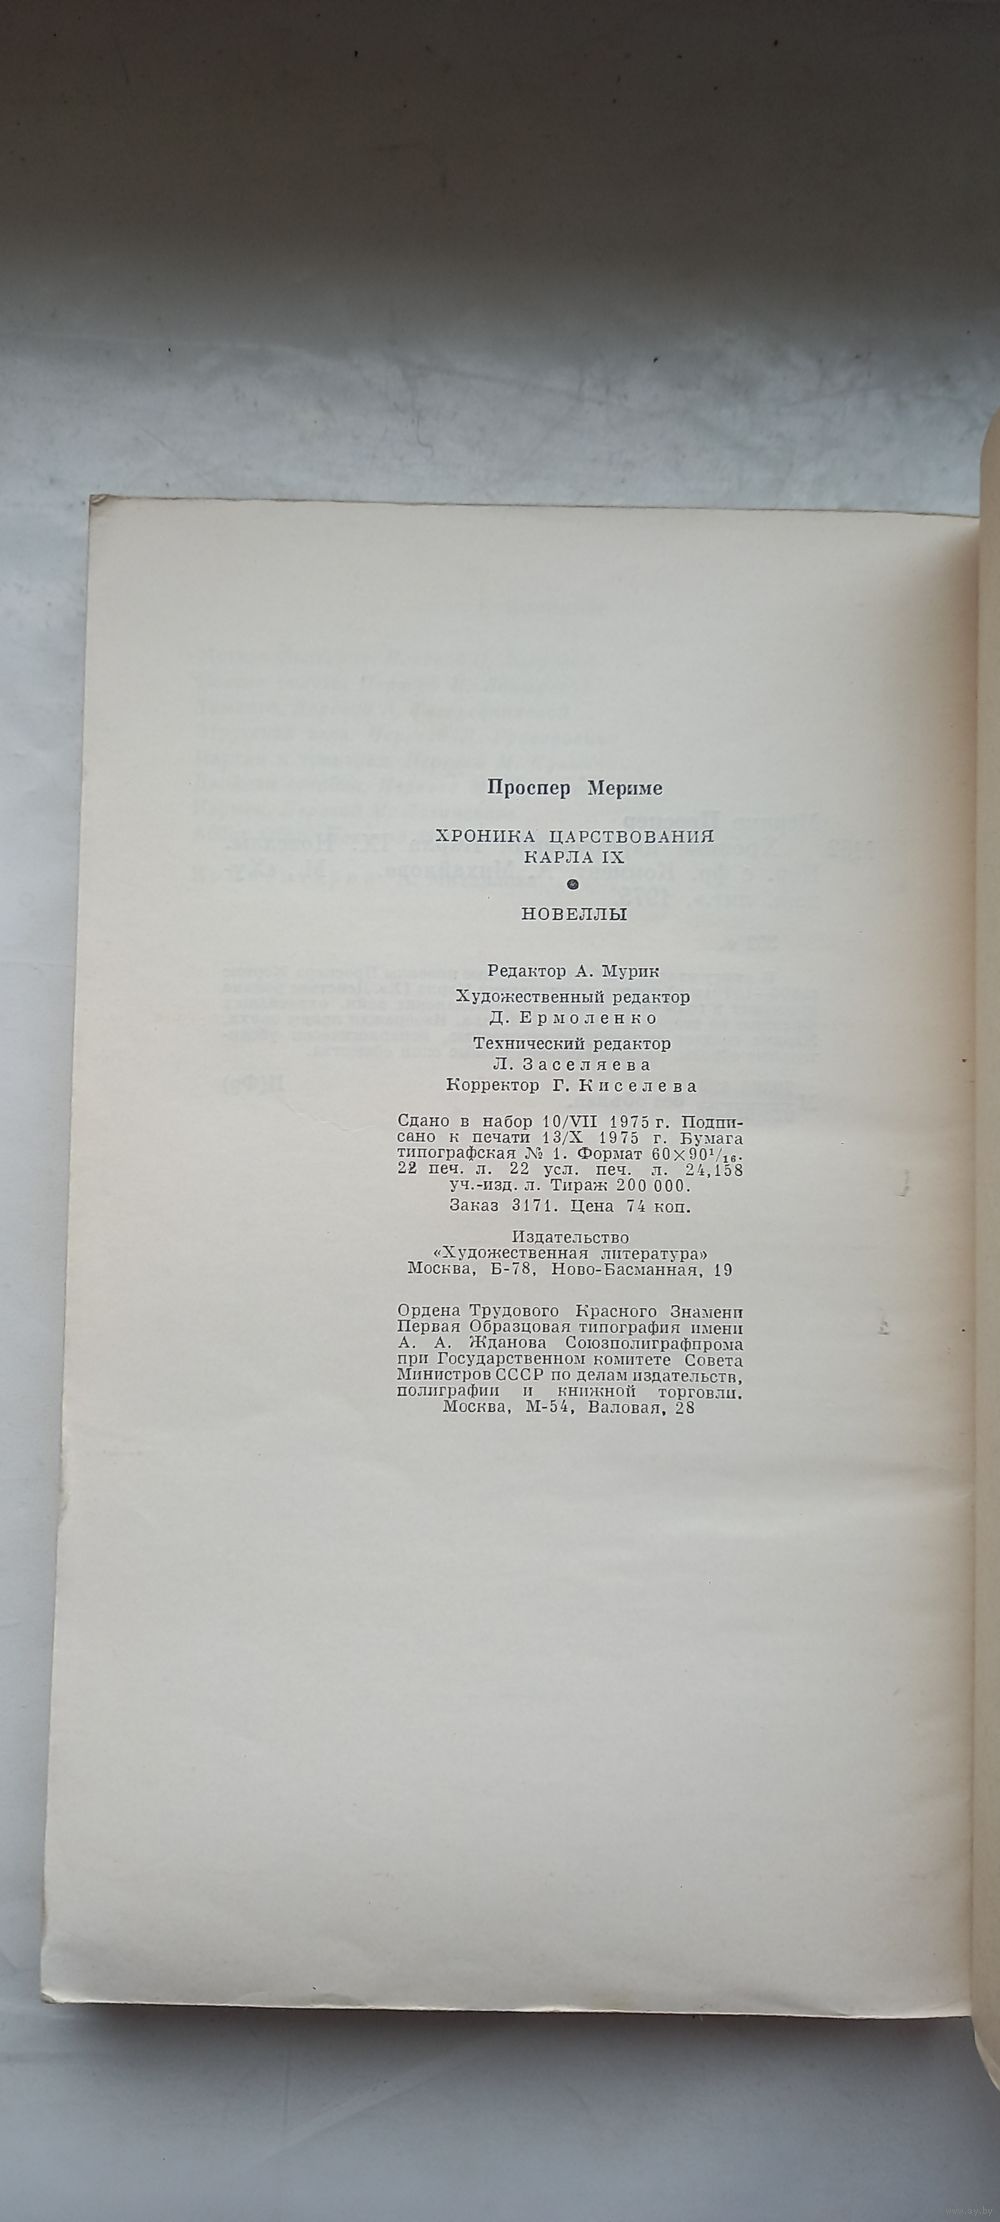 Проспер Мериме
ХРОНИКА ЦАРСТВОВАНИЯ
КАРЛА IX
НОВЕЛЛЫ
Редактор А. Мурик
Художественный редактор
Д. Ермоленко
Технический редактор
Л. Заселяева
Корректор Г. Киселева
Сдано в набор 10/VII 1975 г. Подпи-
сано к печати 13/X 1975 г. Бумага
типографская № 1. Формат 60×90¹/₁₆.
22 печ. л. 22 усл. печ. л. 24,158
уч.-изд. л. Тираж 200 000.
Заказ 3171. Цена 74 коп.
Издательство
«Художественная литература»
Москва, Б-78, Ново-Басманная, 19
Ордена Трудового Красного Знамени
Первая Образцовая типография имени
А. А. Жданова Союзполиграфпрома
при Государственном комитете Совета
Министров СССР по делам издательств,
полиграфии и книжной торговли.
Москва, М-54, Валовая, 28
www.ay.by